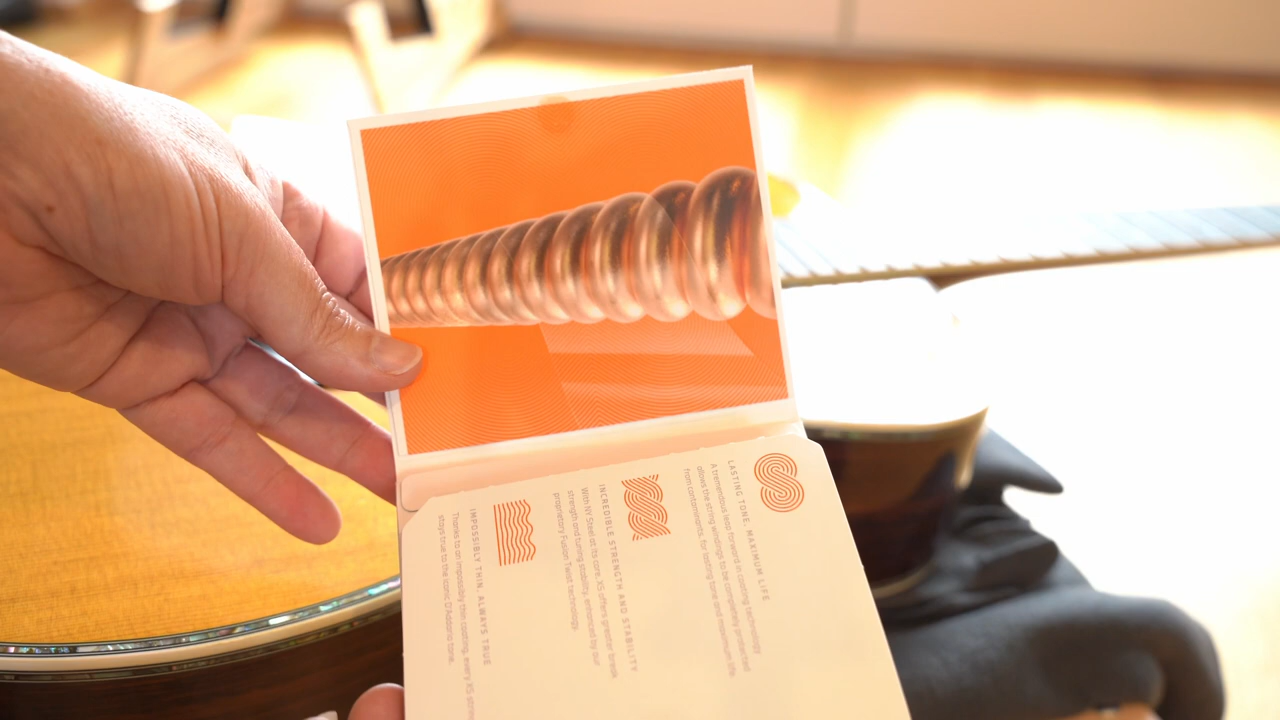 LASTING TONE, MAXIMUM LIFE
A tremendous leap forward in coating technology
allows the string windings to be completely protected
from contaminants, for lasting tone and maximum life.
INCREDIBLE STRENGTH AND STABILITY
With NY Steel at its core, XS offers greater break
strength and tuning stability, enhanced by our
proprietary Fusion Twist technology.
IMPOSSIBLY THIN, ALWAYS TRUE
Thanks to an impossibly thin coating, every XS string
stays true to the iconic D'Addario tone.